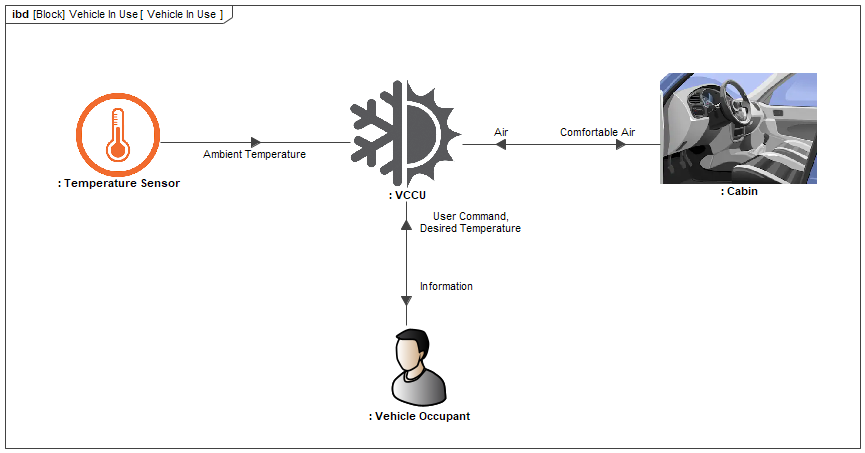 ibd [Block] Vehicle In Use [ Vehicle In Use ]
Ambient Temperature
: Temperature Sensor
: VCCU
Air
Comfortable Air
: Cabin
User Command,
Desired Temperature
Information
: Vehicle Occupant